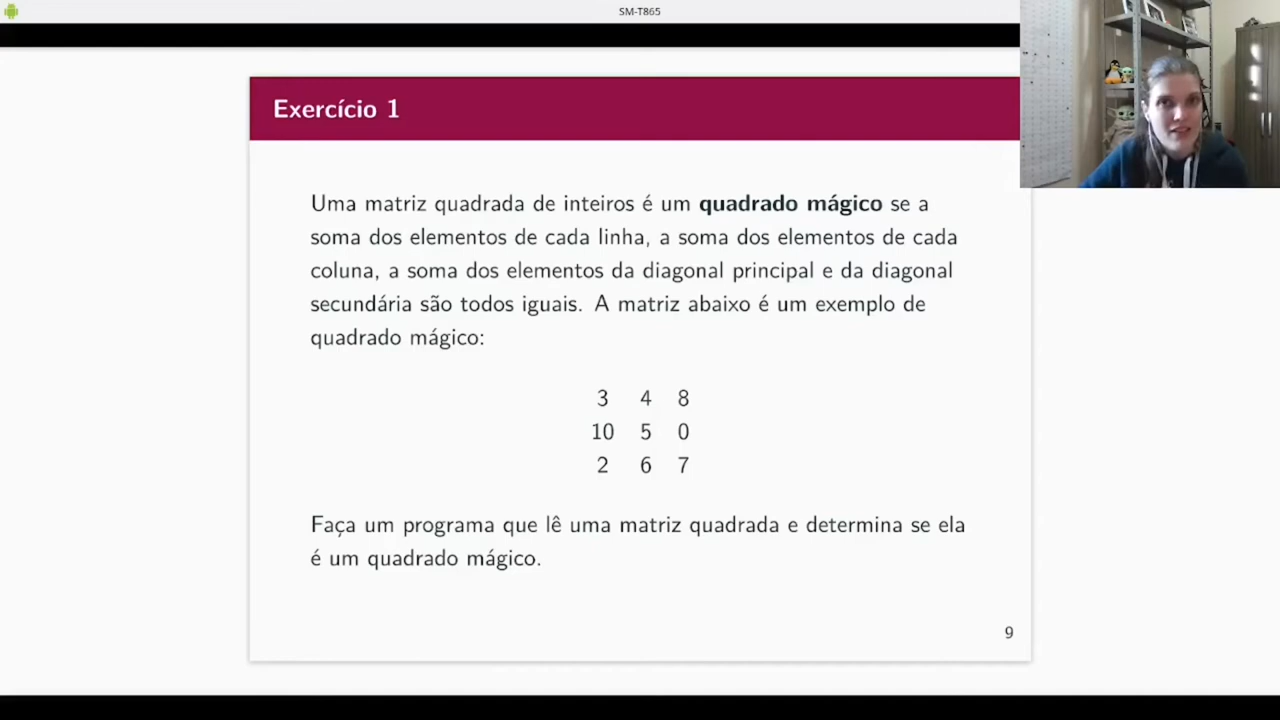 SM-T865
Exercício 1
Uma matriz quadrada de inteiros é um quadrado mágico se a
soma dos elementos de cada linha, a soma dos elementos de cada
coluna, a soma dos elementos da diagonal principal e da diagonal
secundária são todos iguais. A matriz abaixo é um exemplo de
quadrado mágico:
3 4 8
10 5 0
2 6 7
Faça um programa que lê uma matriz quadrada e determina se ela
é um quadrado mágico.
9